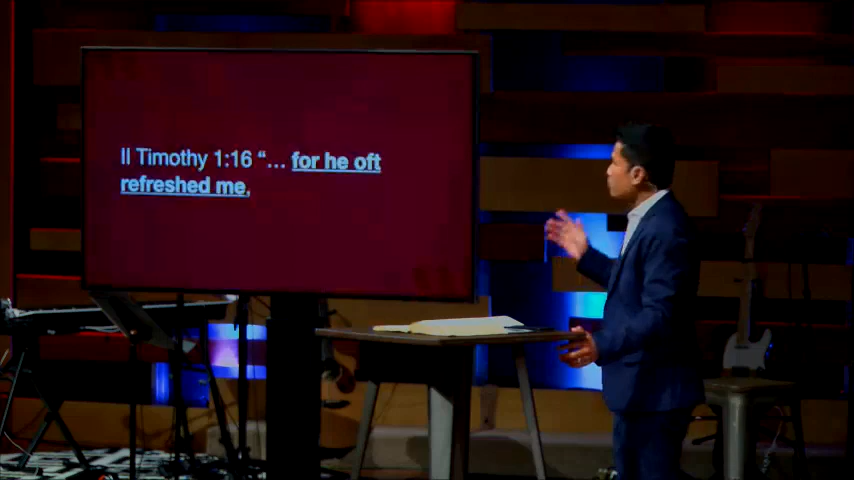 II Timothy 1:16 “... for he oft
refreshed me,